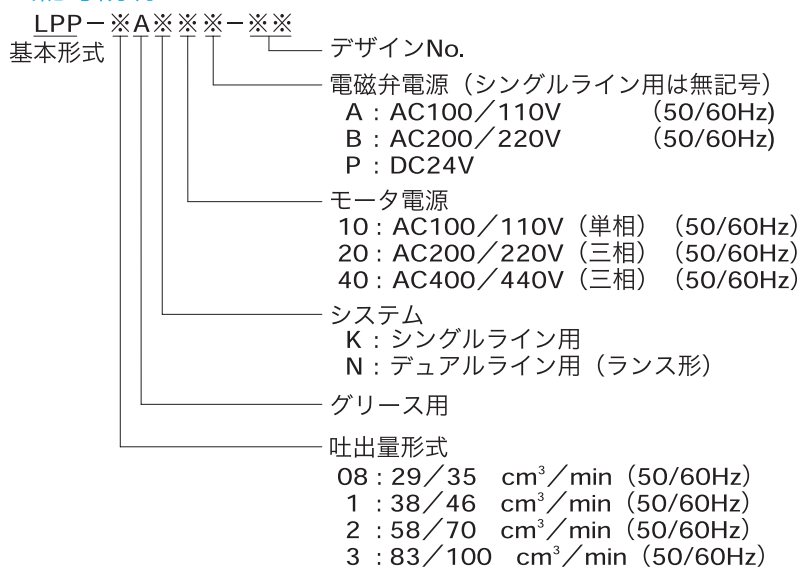 LPP-※A※※※-※※
基本形式
デザインNo.
電磁弁電源(シングルライン用は無記号)
A:AC100/110V (50/60Hz)
B:AC200/220V (50/60Hz)
P:DC24V
モータ電源
10:AC100/110V(単相)(50/60Hz)
20:AC200/220V(三相)(50/60Hz)
40:AC400/440V(三相)(50/60Hz)
システム
K:シングルライン用
N:デュアルライン用(ランス形)
グリース用
吐出量形式
08:29/35 cm³/min(50/60Hz)
1:38/46 cm³/min(50/60Hz)
2:58/70 cm³/min(50/60Hz)
3:83/100 cm³/min(50/60Hz)